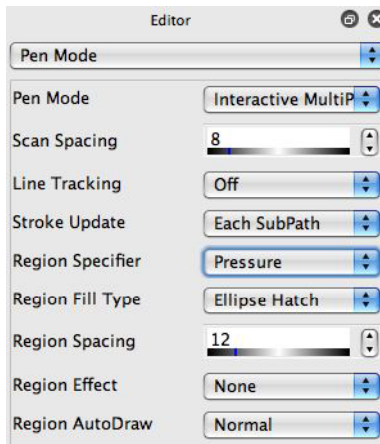 Editor
Pen Mode
Pen Mode Interactive MultiP
Scan Spacing 8
Line Tracking Off
Stroke Update Each SubPath
Region Specifier Pressure
Region Fill Type Ellipse Hatch
Region Spacing 12
Region Effect None
Region AutoDraw Normal